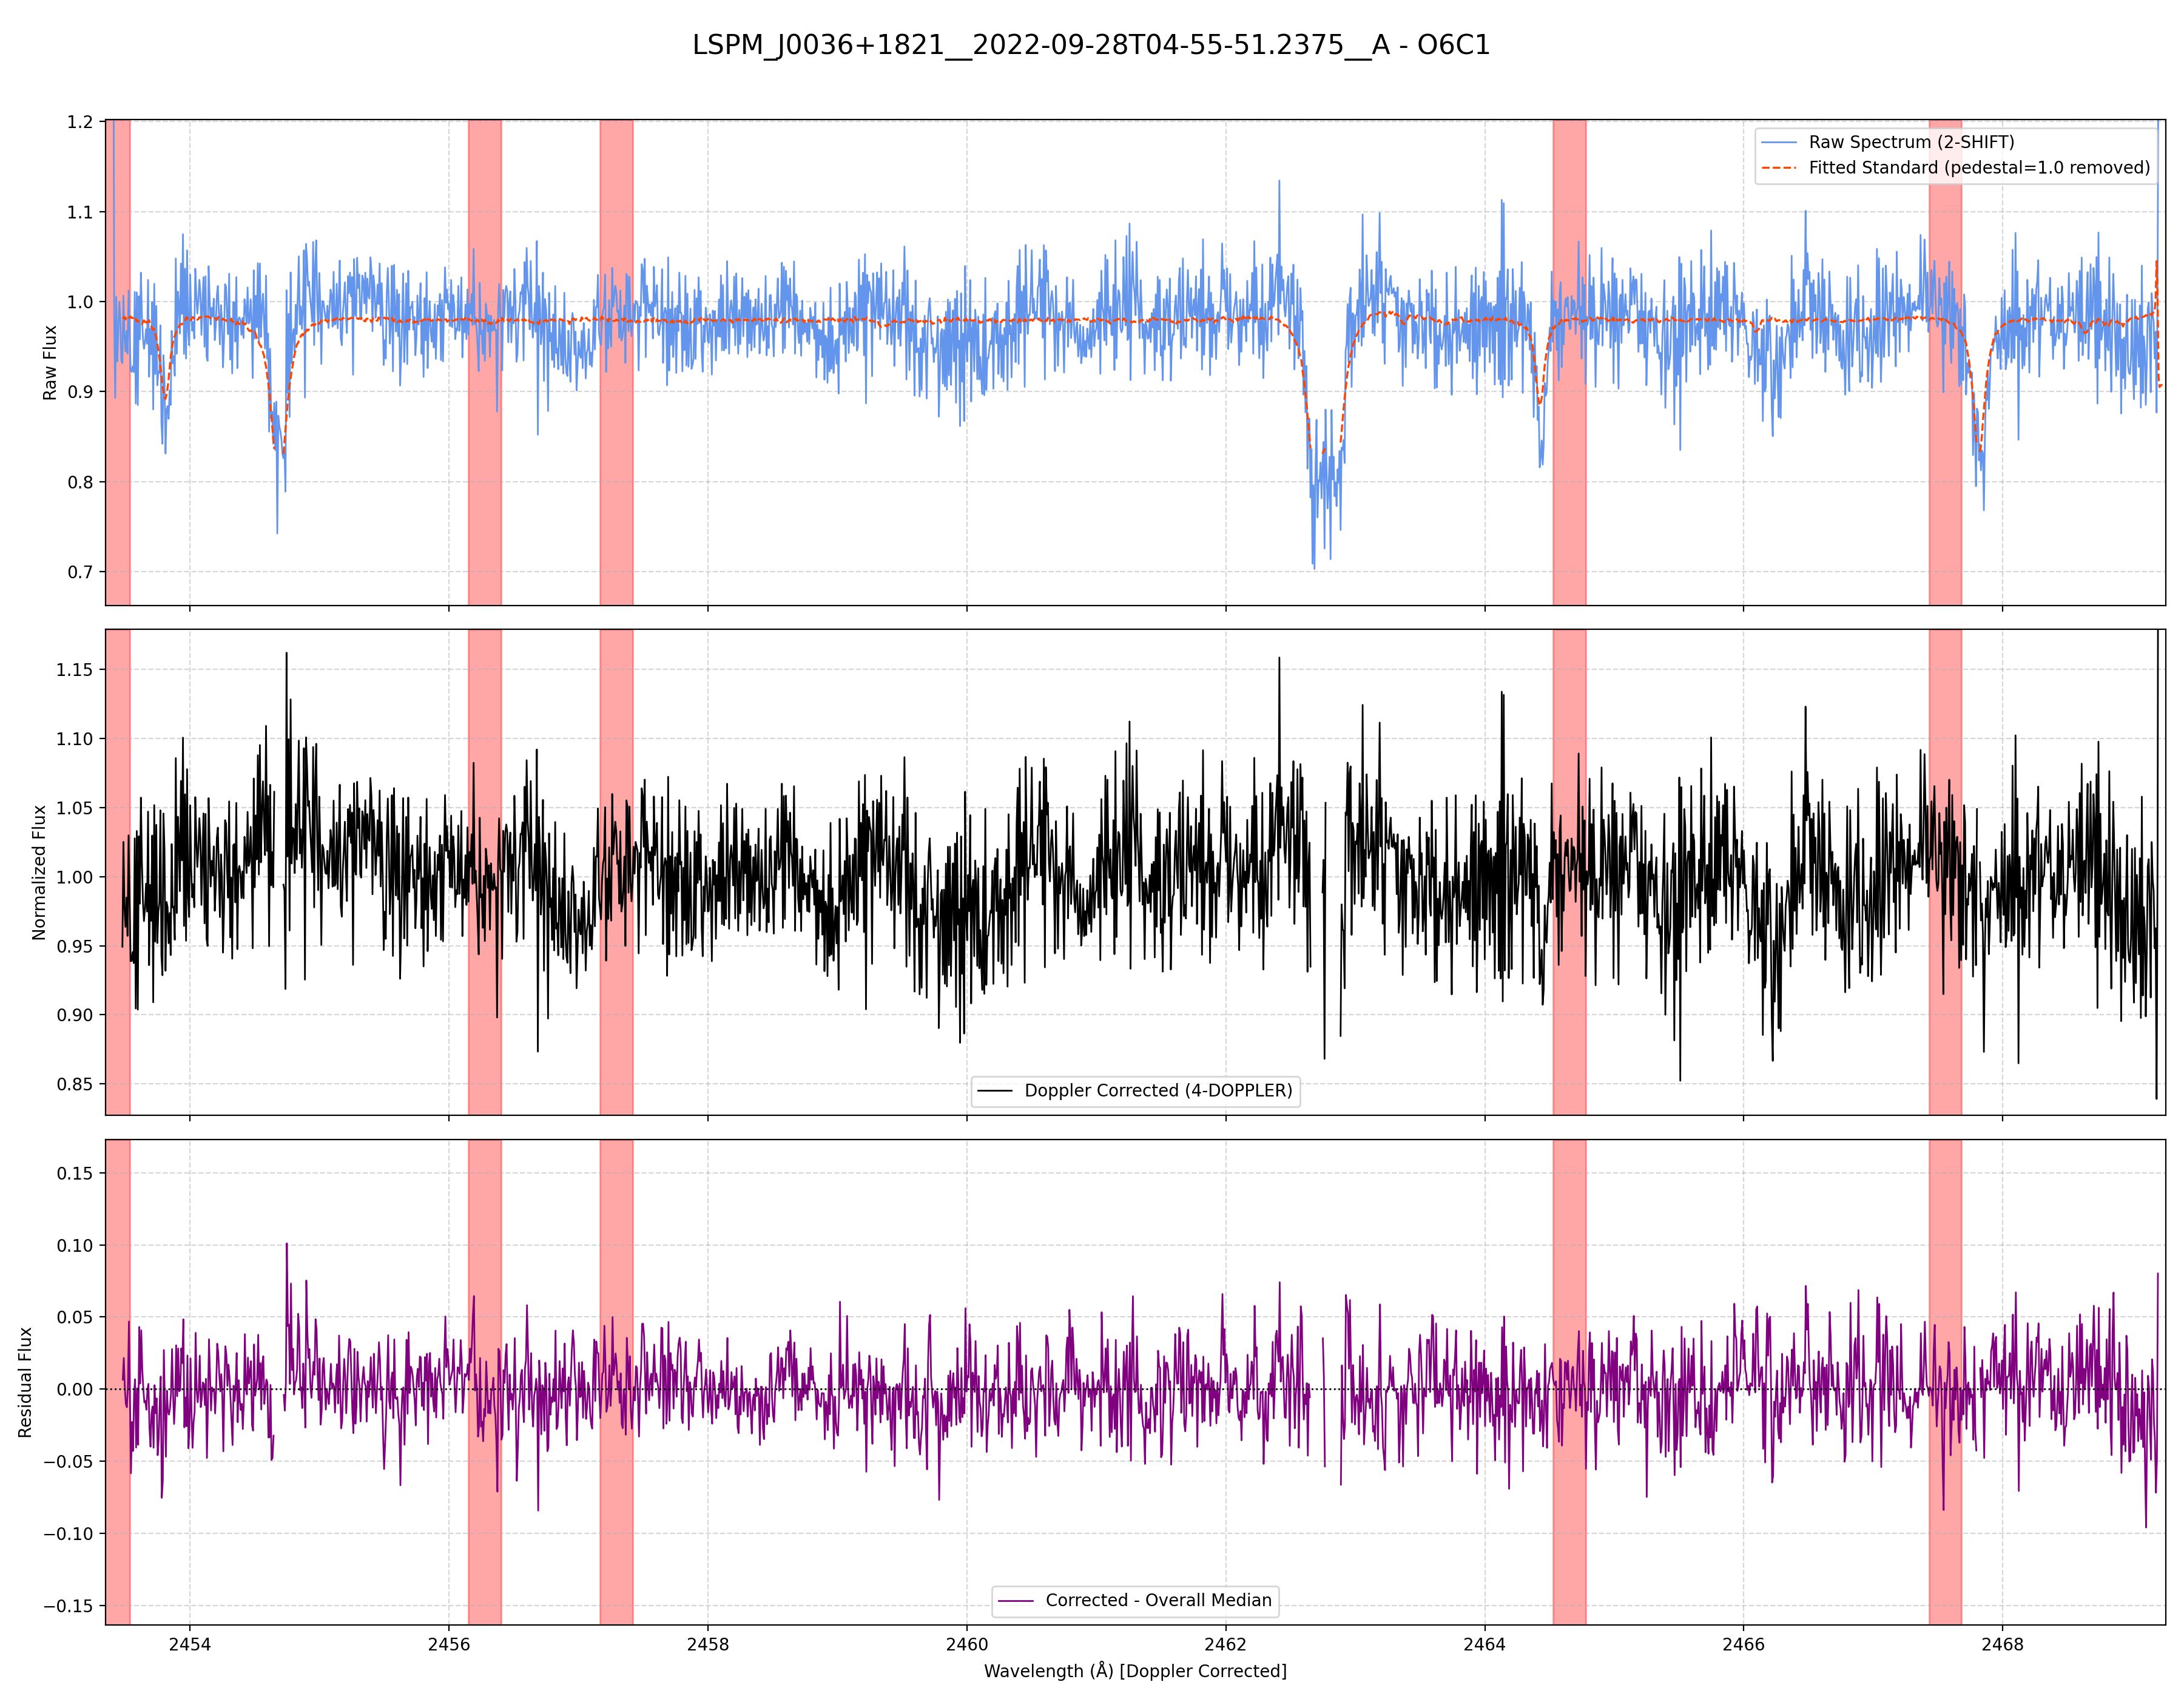 LSPM_J0036+1821__2022-09-28T04-55-51.2375__A - O6C1
1.2
1.1
1.0
0.9
0.8
0.7
Raw Flux
Raw Spectrum (2-SHIFT)
Fitted Standard (pedestal=1.0 removed)
1.15
1.10
1.05
1.00
0.95
0.90
0.85
Normalized Flux
Doppler Corrected (4-DOPPLER)
0.15
0.10
0.05
0.00
−0.05
−0.10
−0.15
Residual Flux
Corrected - Overall Median
2454 2456 2458 2460 2462 2464 2466 2468
Wavelength (Å) [Doppler Corrected]